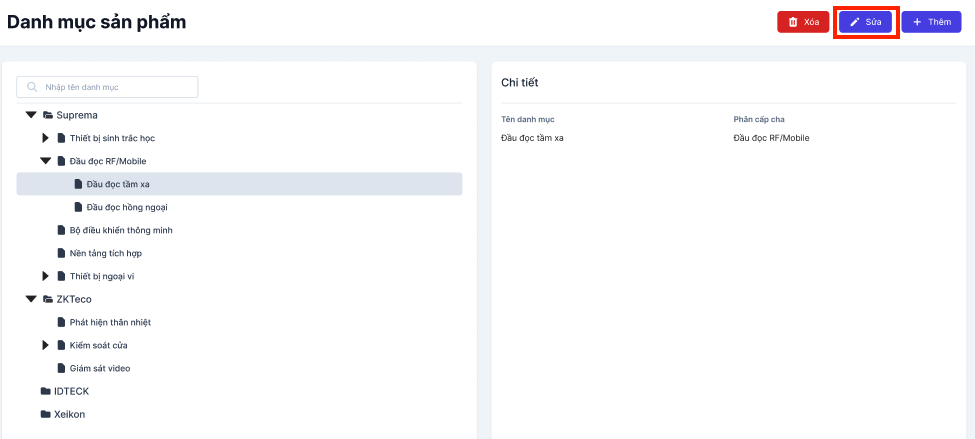 Danh mục sản phẩm
Xóa
Sửa
Thêm
Nhập tên danh mục
Suprema
Thiết bị sinh trắc học
Đầu đọc RF/Mobile
Đầu đọc tầm xa
Đầu đọc hồng ngoại
Bộ điều khiển thông minh
Nền tảng tích hợp
Thiết bị ngoại vi
ZKTeco
Phát hiện thân nhiệt
Kiểm soát cửa
Giám sát video
IDTECK
Xeikon
Chi tiết
Tên danh mục
Phân cấp cha
Đầu đọc tầm xa
Đầu đọc RF/Mobile